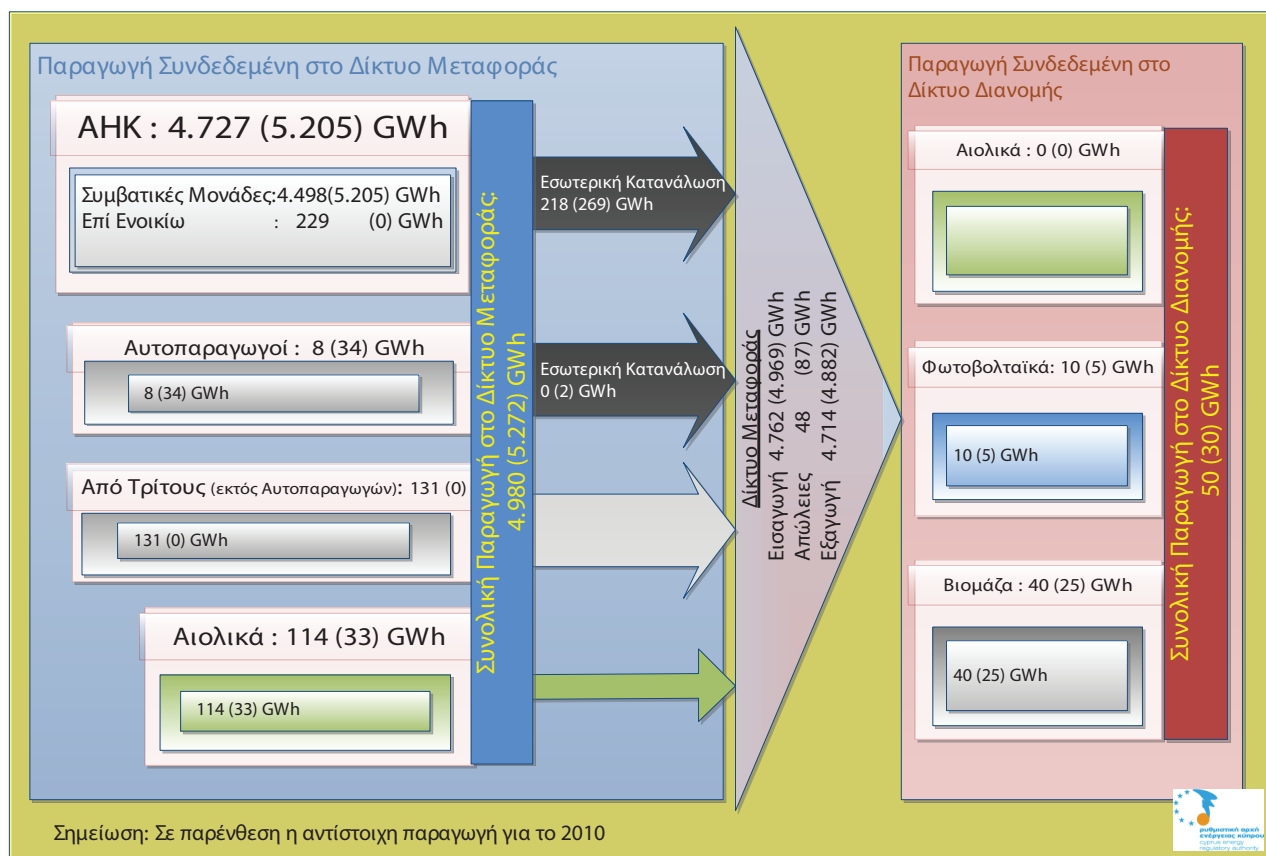 Παραγωγή Συνδεδεμένη στο Δίκτυο Μεταφοράς
ΑΗΚ : 4.727 (5.205) GWh
Συμβατικές Μονάδες:4.498(5.205) GWh
Επί Ενοικίω : 229 (0) GWh
Αυτοπαραγωγοί : 8 (34) GWh
8 (34) GWh
Από Τρίτους (εκτός Αυτοπαραγωγών): 131 (0)
131 (0) GWh
Αιολικά : 114 (33) GWh
114 (33) GWh
Συνολική Παραγωγή στο Δίκτυο Μεταφοράς:
4.980 (5.272) GWh
Εσωτερική Κατανάλωση
218 (269) GWh
Εσωτερική Κατανάλωση
0 (2) GWh
Δίκτυο Μεταφοράς
Εισαγωγή 4.762 (4.969) GWh
Απώλειες 48 (87) GWh
Εξαγωγή 4.714 (4.882) GWh
Παραγωγή Συνδεδεμένη στο
Δίκτυο Διανομής
Αιολικά : 0 (0) GWh
Φωτοβολταϊκά: 10 (5) GWh
10 (5) GWh
Βιομάζα : 40 (25) GWh
40 (25) GWh
Συνολική Παραγωγή στο Δίκτυο Διανομής:
50 (30) GWh
Σημείωση: Σε παρένθεση η αντίστοιχη παραγωγή για το 2010
ρυθμιστική αρχή
ενέργειας κύπρου
cyprus energy
regulatory authority